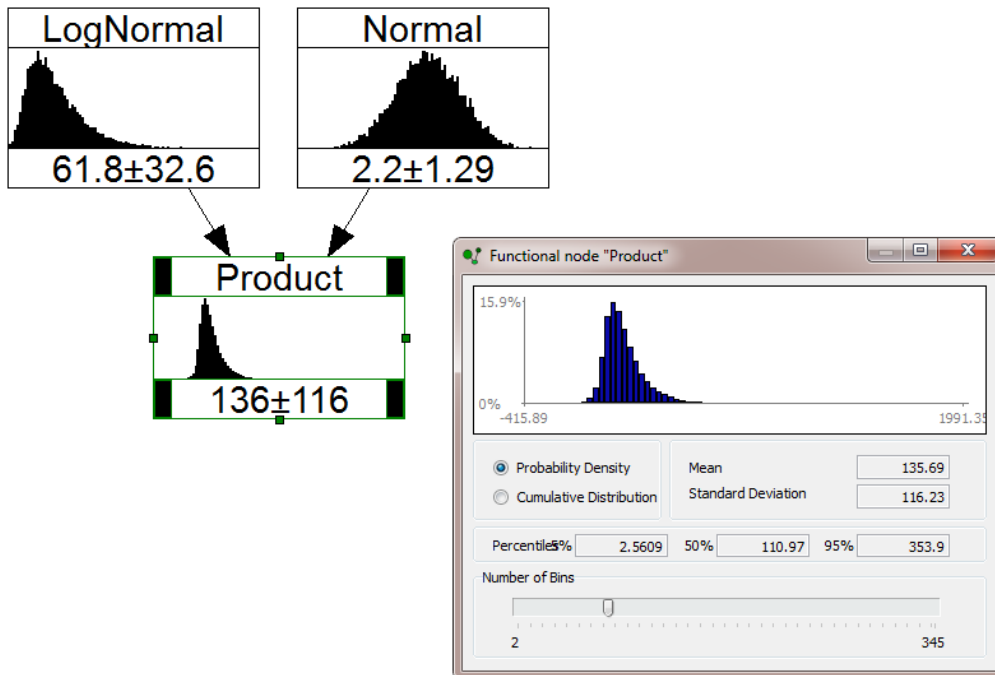 LogNormal
61.8±32.6
Normal
2.2±1.29
Product
136±116
Functional node "Product"
15.9%
0%
-415.89
1991.35
Probability Density
Cumulative Distribution
Mean
135.69
Standard Deviation
116.23
Percentiles5% 2.5609 50% 110.97 95% 353.9
Number of Bins
2
345